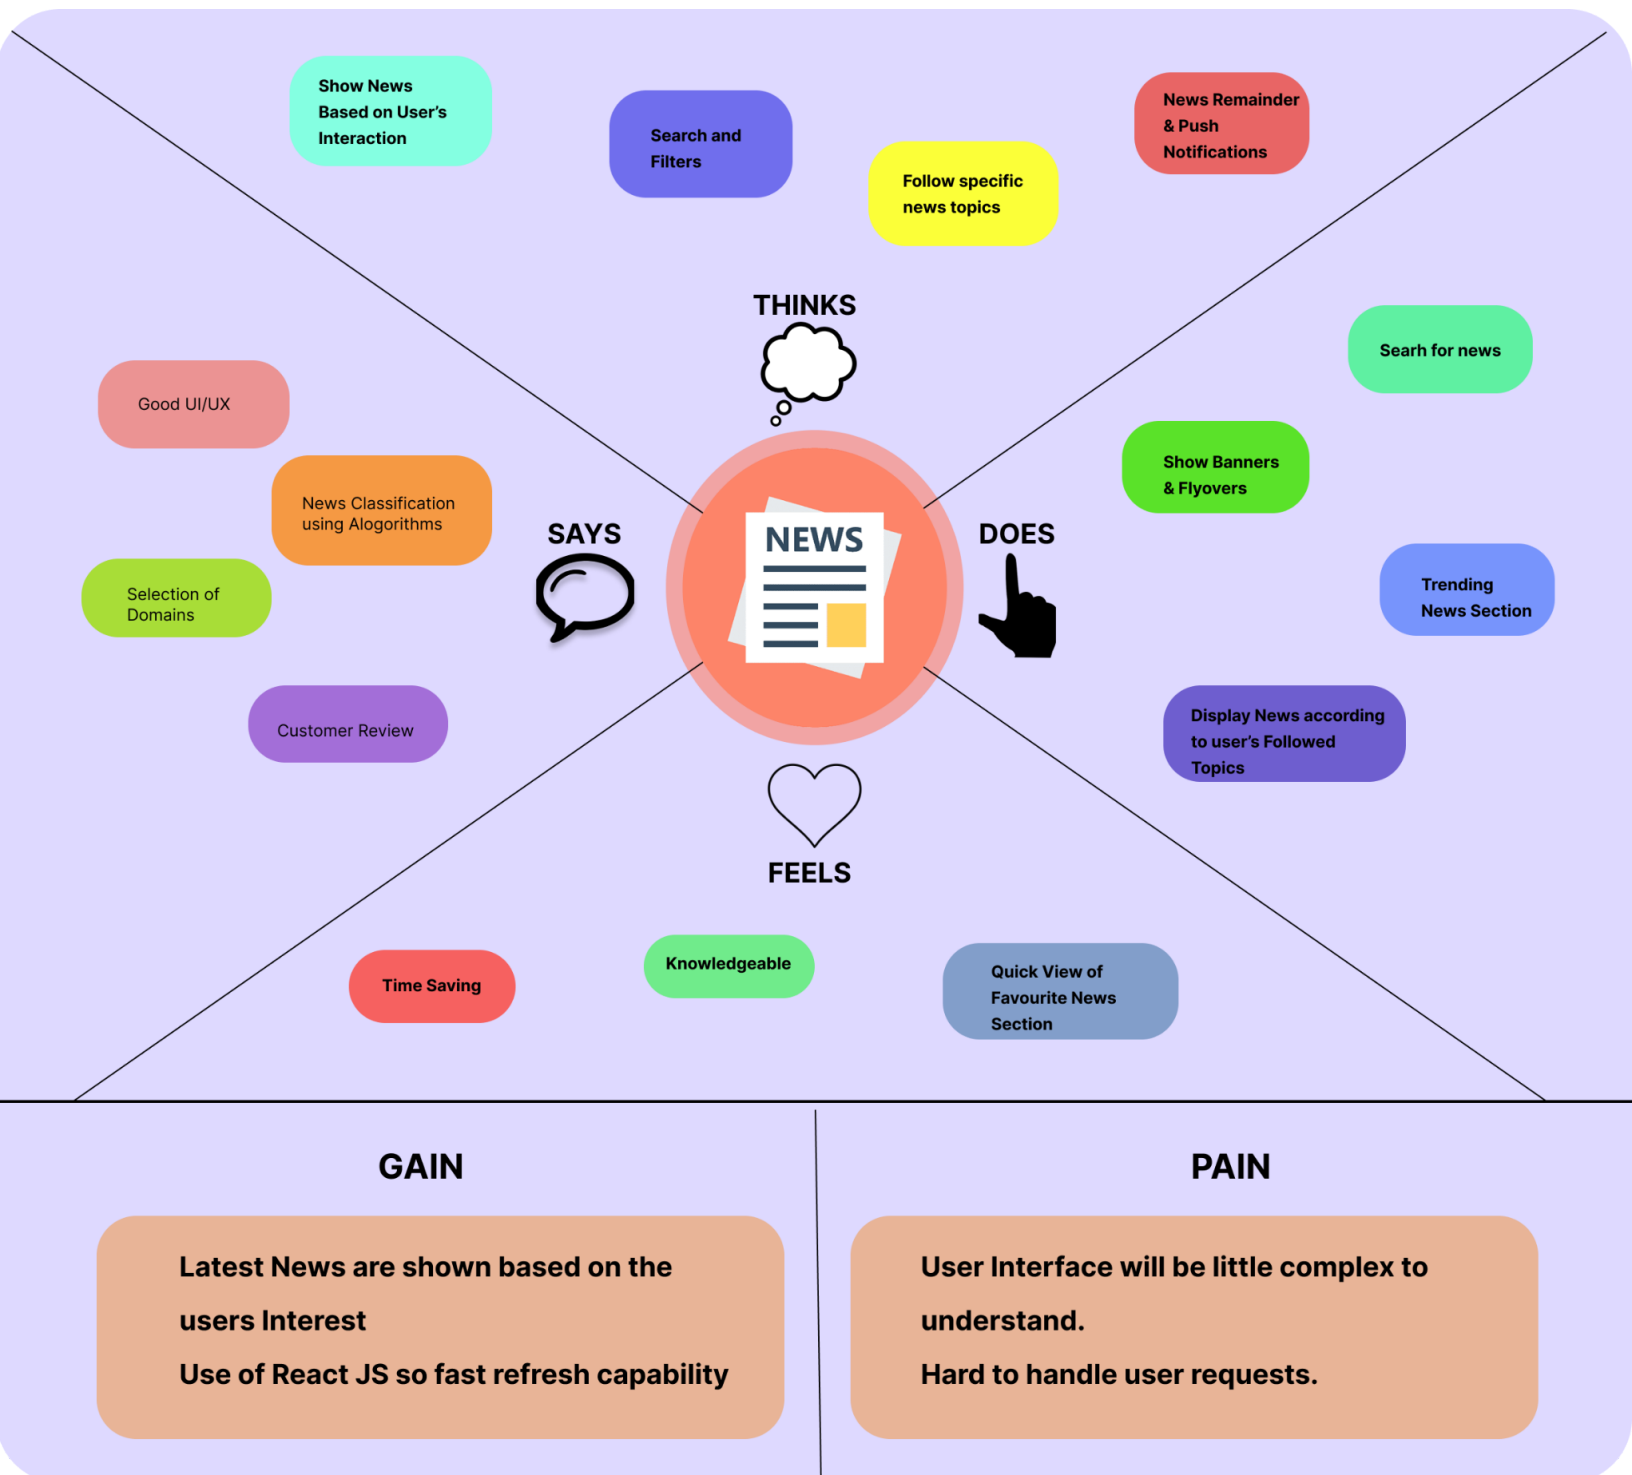 Show News
Based on User’s
Interaction
Search and
Filters
Follow specific
news topics
News Remainder
& Push
Notifications
THINKS
Good UI/UX
News Classification
using Alogorithms
Selection of
Domains
Customer Review
SAYS
NEWS
DOES
Searh for news
Show Banners
& Flyovers
Trending
News Section
Display News according
to user’s Followed
Topics
FEELS
Time Saving
Knowledgeable
Quick View of
Favourite News
Section
GAIN
Latest News are shown based on the
users Interest
Use of React JS so fast refresh capability
PAIN
User Interface will be little complex to
understand.
Hard to handle user requests.